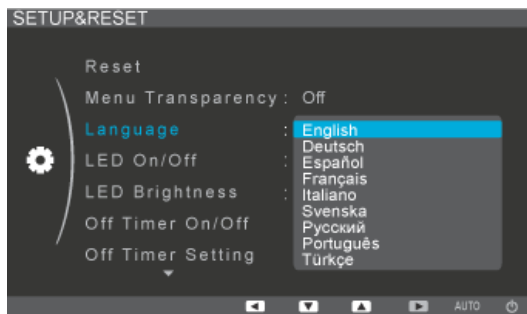 SETUP&RESET
Reset
Menu Transparency : Off
Language : English
Deutsch
LED On/Off : Español
Français
LED Brightness : Italiano
Svenska
Off Timer On/Off Русский
Português
Off Timer Setting Türkçe
AUTO